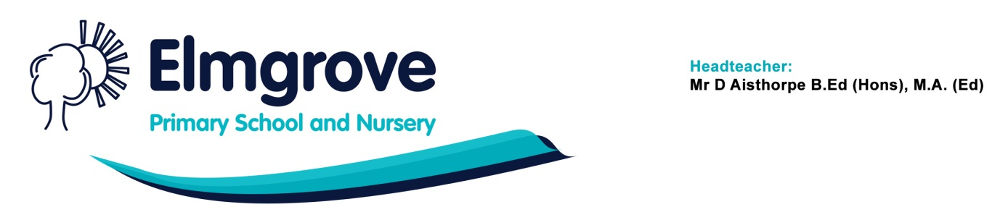 Elmgrove
Primary School and Nursery
Headteacher:
Mr D Aisthorpe B.Ed (Hons), M.A. (Ed)